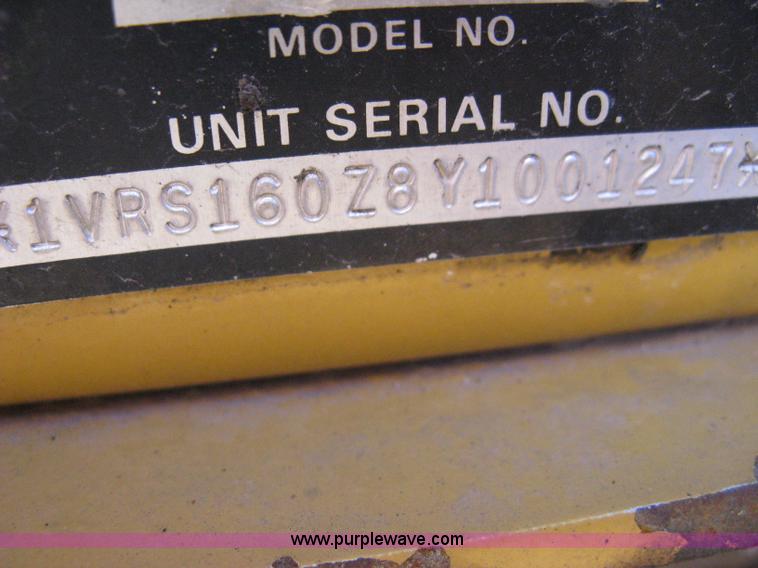 MODEL NO.
UNIT SERIAL NO.
*1VRS160Z8Y1001247*
www.purplewave.com